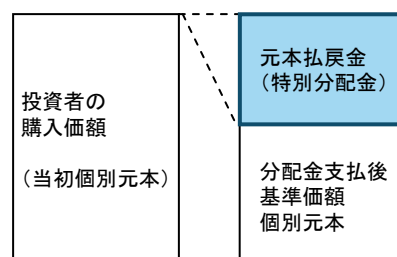 投資者の
購入価額
（当初個別元本）
元本払戻金
（特別分配金）
分配金支払後
基準価額
個別元本